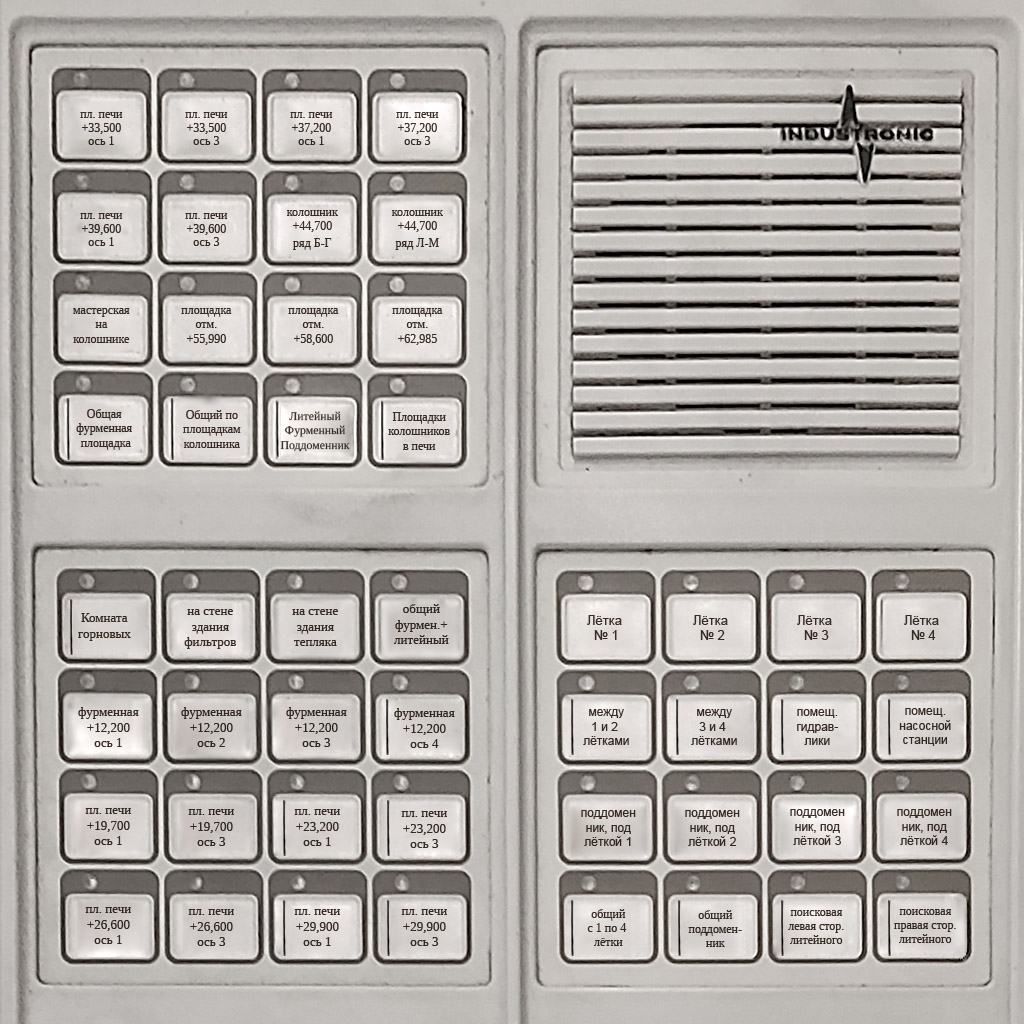 пл. печи
+33,500
ось 1
пл. печи
+33,500
ось 3
пл. печи
+37,200
ось 1
пл. печи
+37,200
ось 3
пл. печи
+39,600
ось 1
пл. печи
+39,600
ось 3
колошник
+44,700
ряд Б-Г
колошник
+44,700
ряд Л-М
мастерская
на
колошнике
площадка
отм.
+55,990
площадка
отм.
+58,600
площадка
отм.
+62,985
Общая
фурменная
площадка
Общий по
площадкам
колошника
Литейный
Фурменный
Поддоменник
Площадки
колошников
в печи
INDUSTRONIC
Комната
горновых
на стене
здания
фильтров
на стене
здания
тепляка
общий
фурмен.+
литейный
фурменная
+12,200
ось 1
фурменная
+12,200
ось 2
фурменная
+12,200
ось 3
фурменная
+12,200
ось 4
пл. печи
+19,700
ось 1
пл. печи
+19,700
ось 3
пл. печи
+23,200
ось 1
пл. печи
+23,200
ось 3
пл. печи
+26,600
ось 1
пл. печи
+26,600
ось 3
пл. печи
+29,900
ось 1
пл. печи
+29,900
ось 3
Лётка
№ 1
Лётка
№ 2
Лётка
№ 3
Лётка
№ 4
между
1 и 2
лётками
между
3 и 4
лётками
помещ.
гидрав-
лики
помещ.
насосной
станции
поддомен
ник, под
лёткой 1
поддомен
ник, под
лёткой 2
поддомен
ник, под
лёткой 3
поддомен
ник, под
лёткой 4
общий
с 1 по 4
лётки
общий
поддомен-
ник
поисковая
левая стор.
литейного
поисковая
правая стор.
литейного